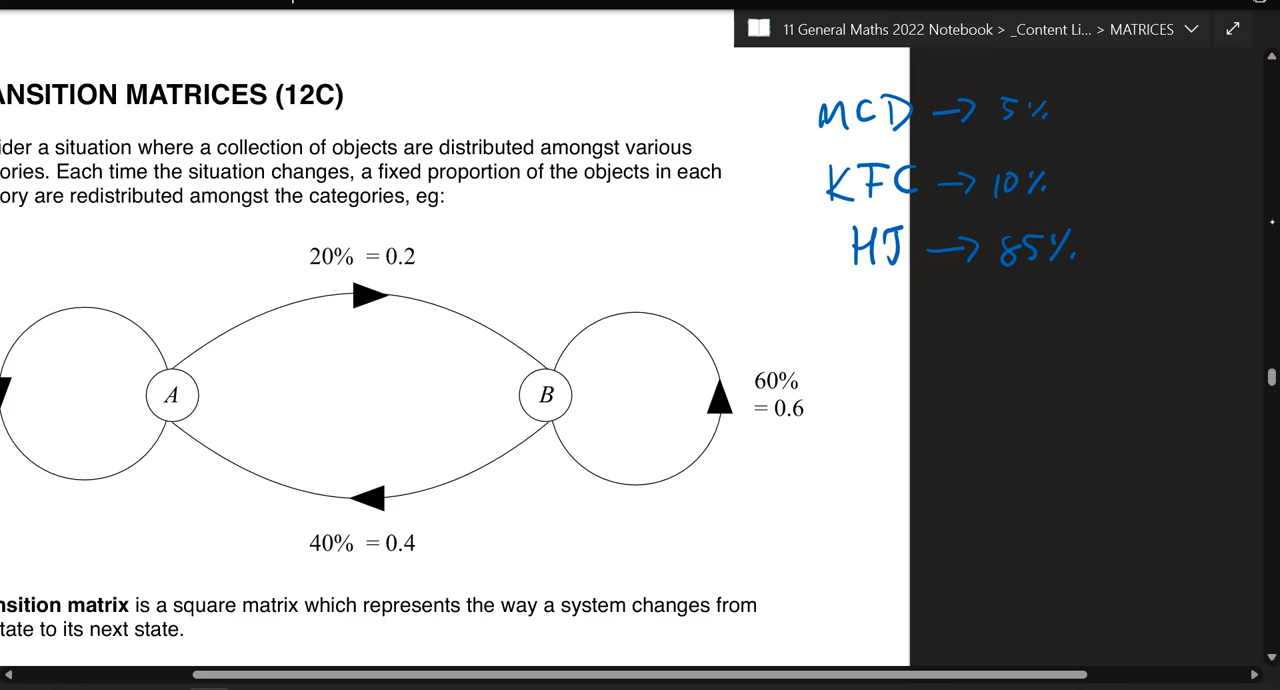 11 General Maths 2022 Notebook > _Content Li... > MATRICES
ANSITION MATRICES (12C)
MCD → 5%
ider a situation where a collection of objects are distributed amongst various
ories. Each time the situation changes, a fixed proportion of the objects in each
ory are redistributed amongst the categories, eg:
KFC → 10%
HJ → 85%
20% = 0.2
A
B
60%
= 0.6
40% = 0.4
nsition matrix is a square matrix which represents the way a system changes from
tate to its next state.